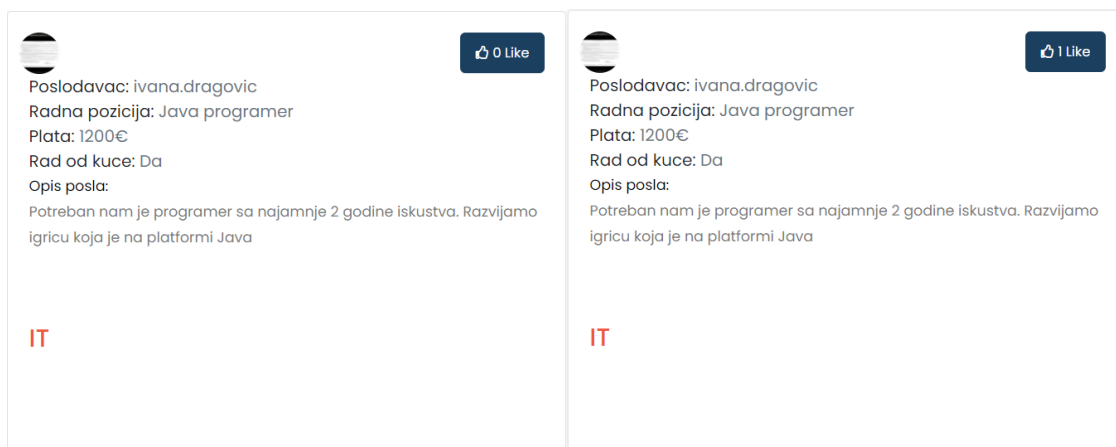 0 Like
Poslodavac: ivana.dragovic
Radna pozicija: Java programer
Plata: 1200€
Rad od kuce: Da
Opis posla:
Potreban nam je programer sa najamnje 2 godine iskustva. Razvijamo
igricu koja je na platformi Java
IT
1 Like
Poslodavac: ivana.dragovic
Radna pozicija: Java programer
Plata: 1200€
Rad od kuce: Da
Opis posla:
Potreban nam je programer sa najamnje 2 godine iskustva. Razvijamo
igricu koja je na platformi Java
IT